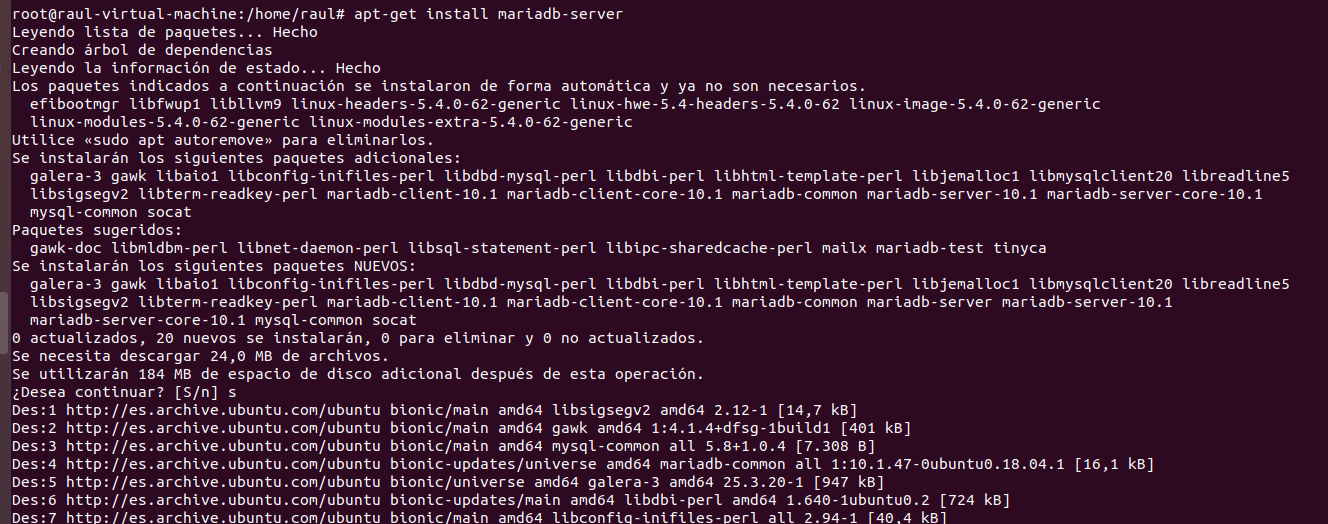 root@raul-virtual-machine:/home/raul# apt-get install mariadb-server
Leyendo lista de paquetes... Hecho
Creando árbol de dependencias
Leyendo la información de estado... Hecho
Los paquetes indicados a continuación se instalaron de forma automática y ya no son necesarios.
  efibootmgr libfwup1 libllvm9 linux-headers-5.4.0-62-generic linux-hwe-5.4-headers-5.4.0-62 linux-image-5.4.0-62-generic
  linux-modules-5.4.0-62-generic linux-modules-extra-5.4.0-62-generic
Utilice «sudo apt autoremove» para eliminarlos.
Se instalarán los siguientes paquetes adicionales:
  galera-3 gawk libaio1 libconfig-inifiles-perl libdbd-mysql-perl libdbi-perl libhtml-template-perl libjemalloc1 libmysqlclient20 libreadline5
  libsigsegv2 libterm-readkey-perl mariadb-client-10.1 mariadb-client-core-10.1 mariadb-common mariadb-server-10.1 mariadb-server-core-10.1
  mysql-common socat
Paquetes sugeridos:
  gawk-doc libmldbm-perl libnet-daemon-perl libsql-statement-perl libipc-sharedcache-perl mailx mariadb-test tinyca
Se instalarán los siguientes paquetes NUEVOS:
  galera-3 gawk libaio1 libconfig-inifiles-perl libdbd-mysql-perl libdbi-perl libhtml-template-perl libjemalloc1 libmysqlclient20 libreadline5
  libsigsegv2 libterm-readkey-perl mariadb-client-10.1 mariadb-client-core-10.1 mariadb-common mariadb-server mariadb-server-10.1
  mariadb-server-core-10.1 mysql-common socat
0 actualizados, 20 nuevos se instalarán, 0 para eliminar y 0 no actualizados.
Se necesita descargar 24,0 MB de archivos.
Se utilizarán 184 MB de espacio de disco adicional después de esta operación.
¿Desea continuar? [S/n] s
Des:1 http://es.archive.ubuntu.com/ubuntu bionic/main amd64 libsigsegv2 amd64 2.12-1 [14,7 kB]
Des:2 http://es.archive.ubuntu.com/ubuntu bionic/main amd64 gawk amd64 1:4.1.4+dfsg-1build1 [401 kB]
Des:3 http://es.archive.ubuntu.com/ubuntu bionic/main amd64 mysql-common all 5.8+1.0.4 [7.308 B]
Des:4 http://es.archive.ubuntu.com/ubuntu bionic-updates/universe amd64 mariadb-common all 1:10.1.47-0ubuntu0.18.04.1 [16,1 kB]
Des:5 http://es.archive.ubuntu.com/ubuntu bionic/universe amd64 galera-3 amd64 25.3.20-1 [947 kB]
Des:6 http://es.archive.ubuntu.com/ubuntu bionic-updates/main amd64 libdbi-perl amd64 1.640-1ubuntu0.2 [724 kB]
Des:7 http://es.archive.ubuntu.com/ubuntu bionic/main amd64 libconfig-inifiles-perl all 2.94-1 [40,4 kB]